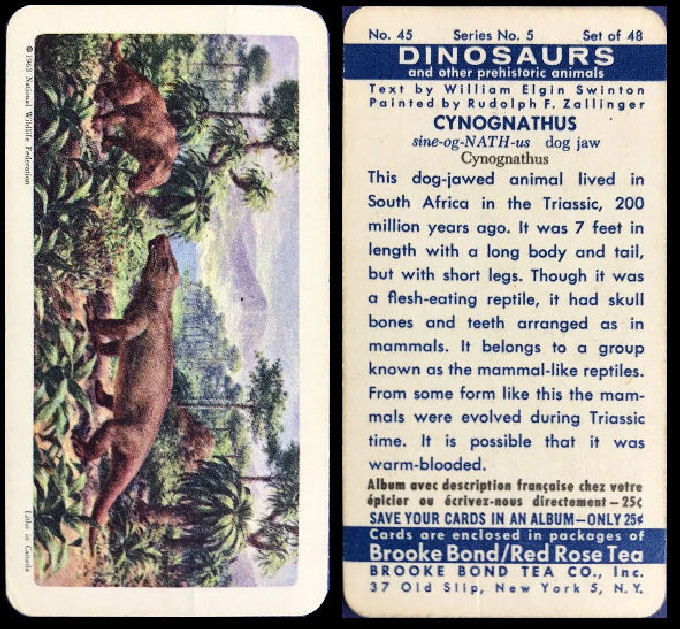 © 1963 National Wildlife Federation
Litho in Canada
No. 45 Series No. 5 Set of 48
DINOSAURS
and other prehistoric animals
Text by William Elgin Swinton
Painted by Rudolph F. Zallinger
CYNOGNATHUS
sine-og-NATH-us dog jaw
Cynognathus
This dog-jawed animal lived in
South Africa in the Triassic, 200
million years ago. It was 7 feet in
length with a long body and tail,
but with short legs. Though it was
a flesh-eating reptile, it had skull
bones and teeth arranged as in
mammals. It belongs to a group
known as the mammal-like reptiles.
From some form like this the mam-
mals were evolved during Triassic
time. It is possible that it was
warm-blooded.
Album avec description française chez votre
épicier ou écrivez-nous directement—25¢
SAVE YOUR CARDS IN AN ALBUM—ONLY 25¢
Cards are enclosed in packages of
Brooke Bond/Red Rose Tea
BROOKE BOND TEA CO., Inc.
37 Old Slip, New York 5, N.Y.